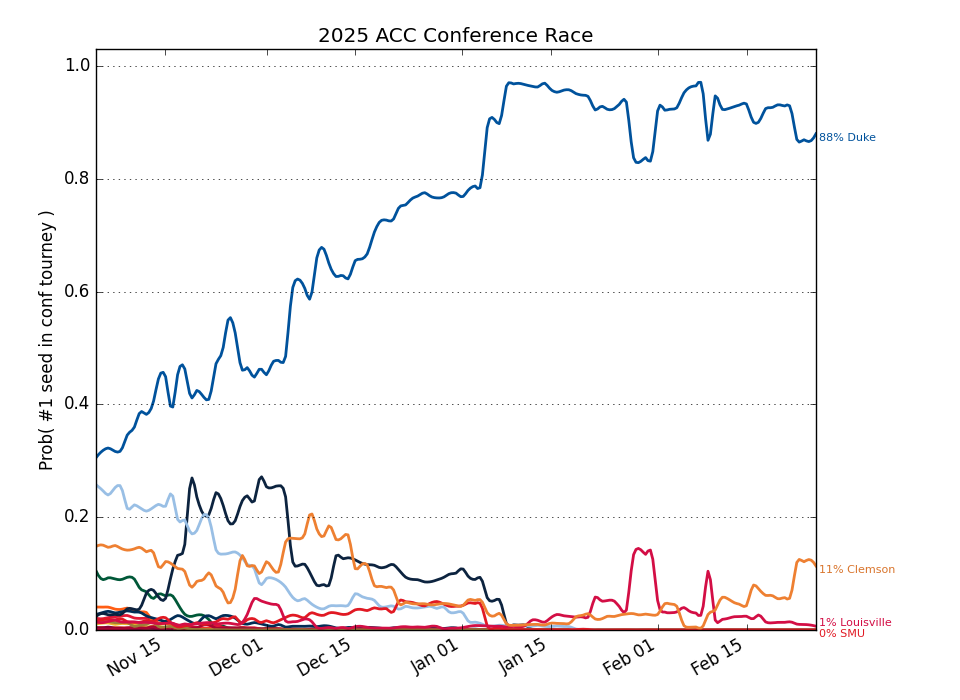 2025 ACC Conference Race
Prob( #1 seed in conf tourney )
1.0
0.8
0.6
0.4
0.2
0.0
88% Duke
11% Clemson
1% Louisville
0% SMU
Nov 15
Dec 01
Dec 15
Jan 01
Jan 15
Feb 01
Feb 15